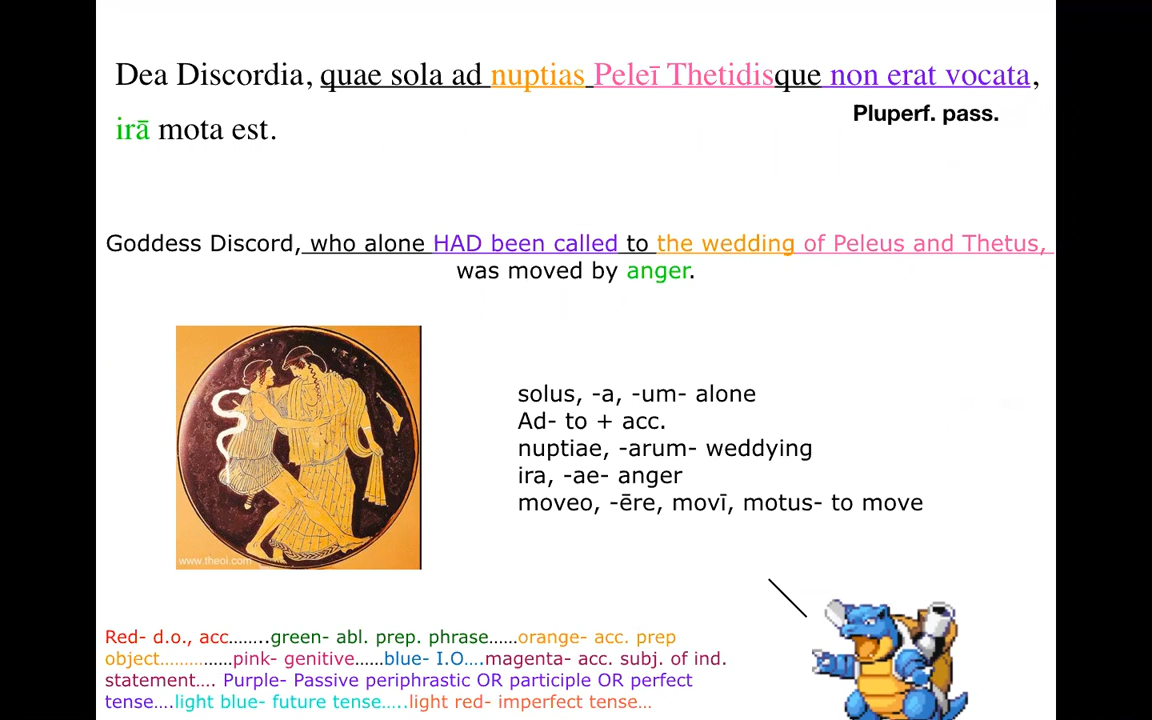 Dea Discordia, quae sola ad nuptias Peleī Thetidisque non erat vocata,
Pluperf. pass.
irā mota est.
Goddess Discord, who alone HAD been called to the wedding of Peleus and Thetus,
was moved by anger.
solus, -a, -um- alone
Ad- to + acc.
nuptiae, -arum- weddying
ira, -ae- anger
moveo, -ēre, movī, motus- to move
www.theoi.com
Red- d.o., acc........green- abl. prep. phrase......orange- acc. prep
object...............pink- genitive......blue- I.O....magenta- acc. subj. of ind.
statement.... Purple- Passive periphrastic OR participle OR perfect
tense....light blue- future tense......light red- imperfect tense...